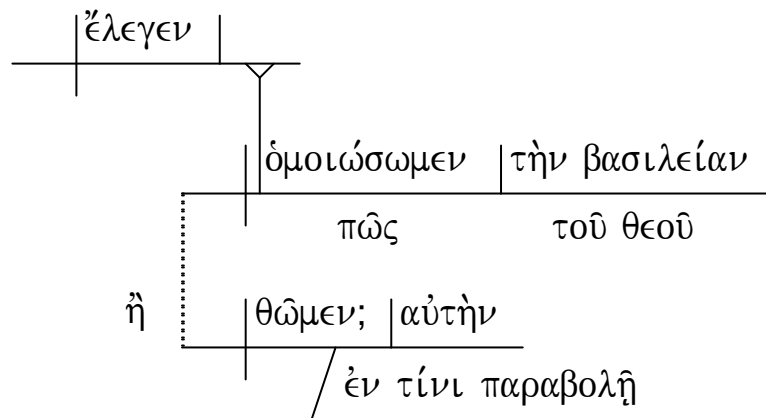 ἔλεγεν
ὁμοιώσωμεν τὴν βασιλείαν
πῶς τοῦ θεοῦ
ἢ θῶμεν; αὐτὴν
ἐν τίνι παραβολῇ